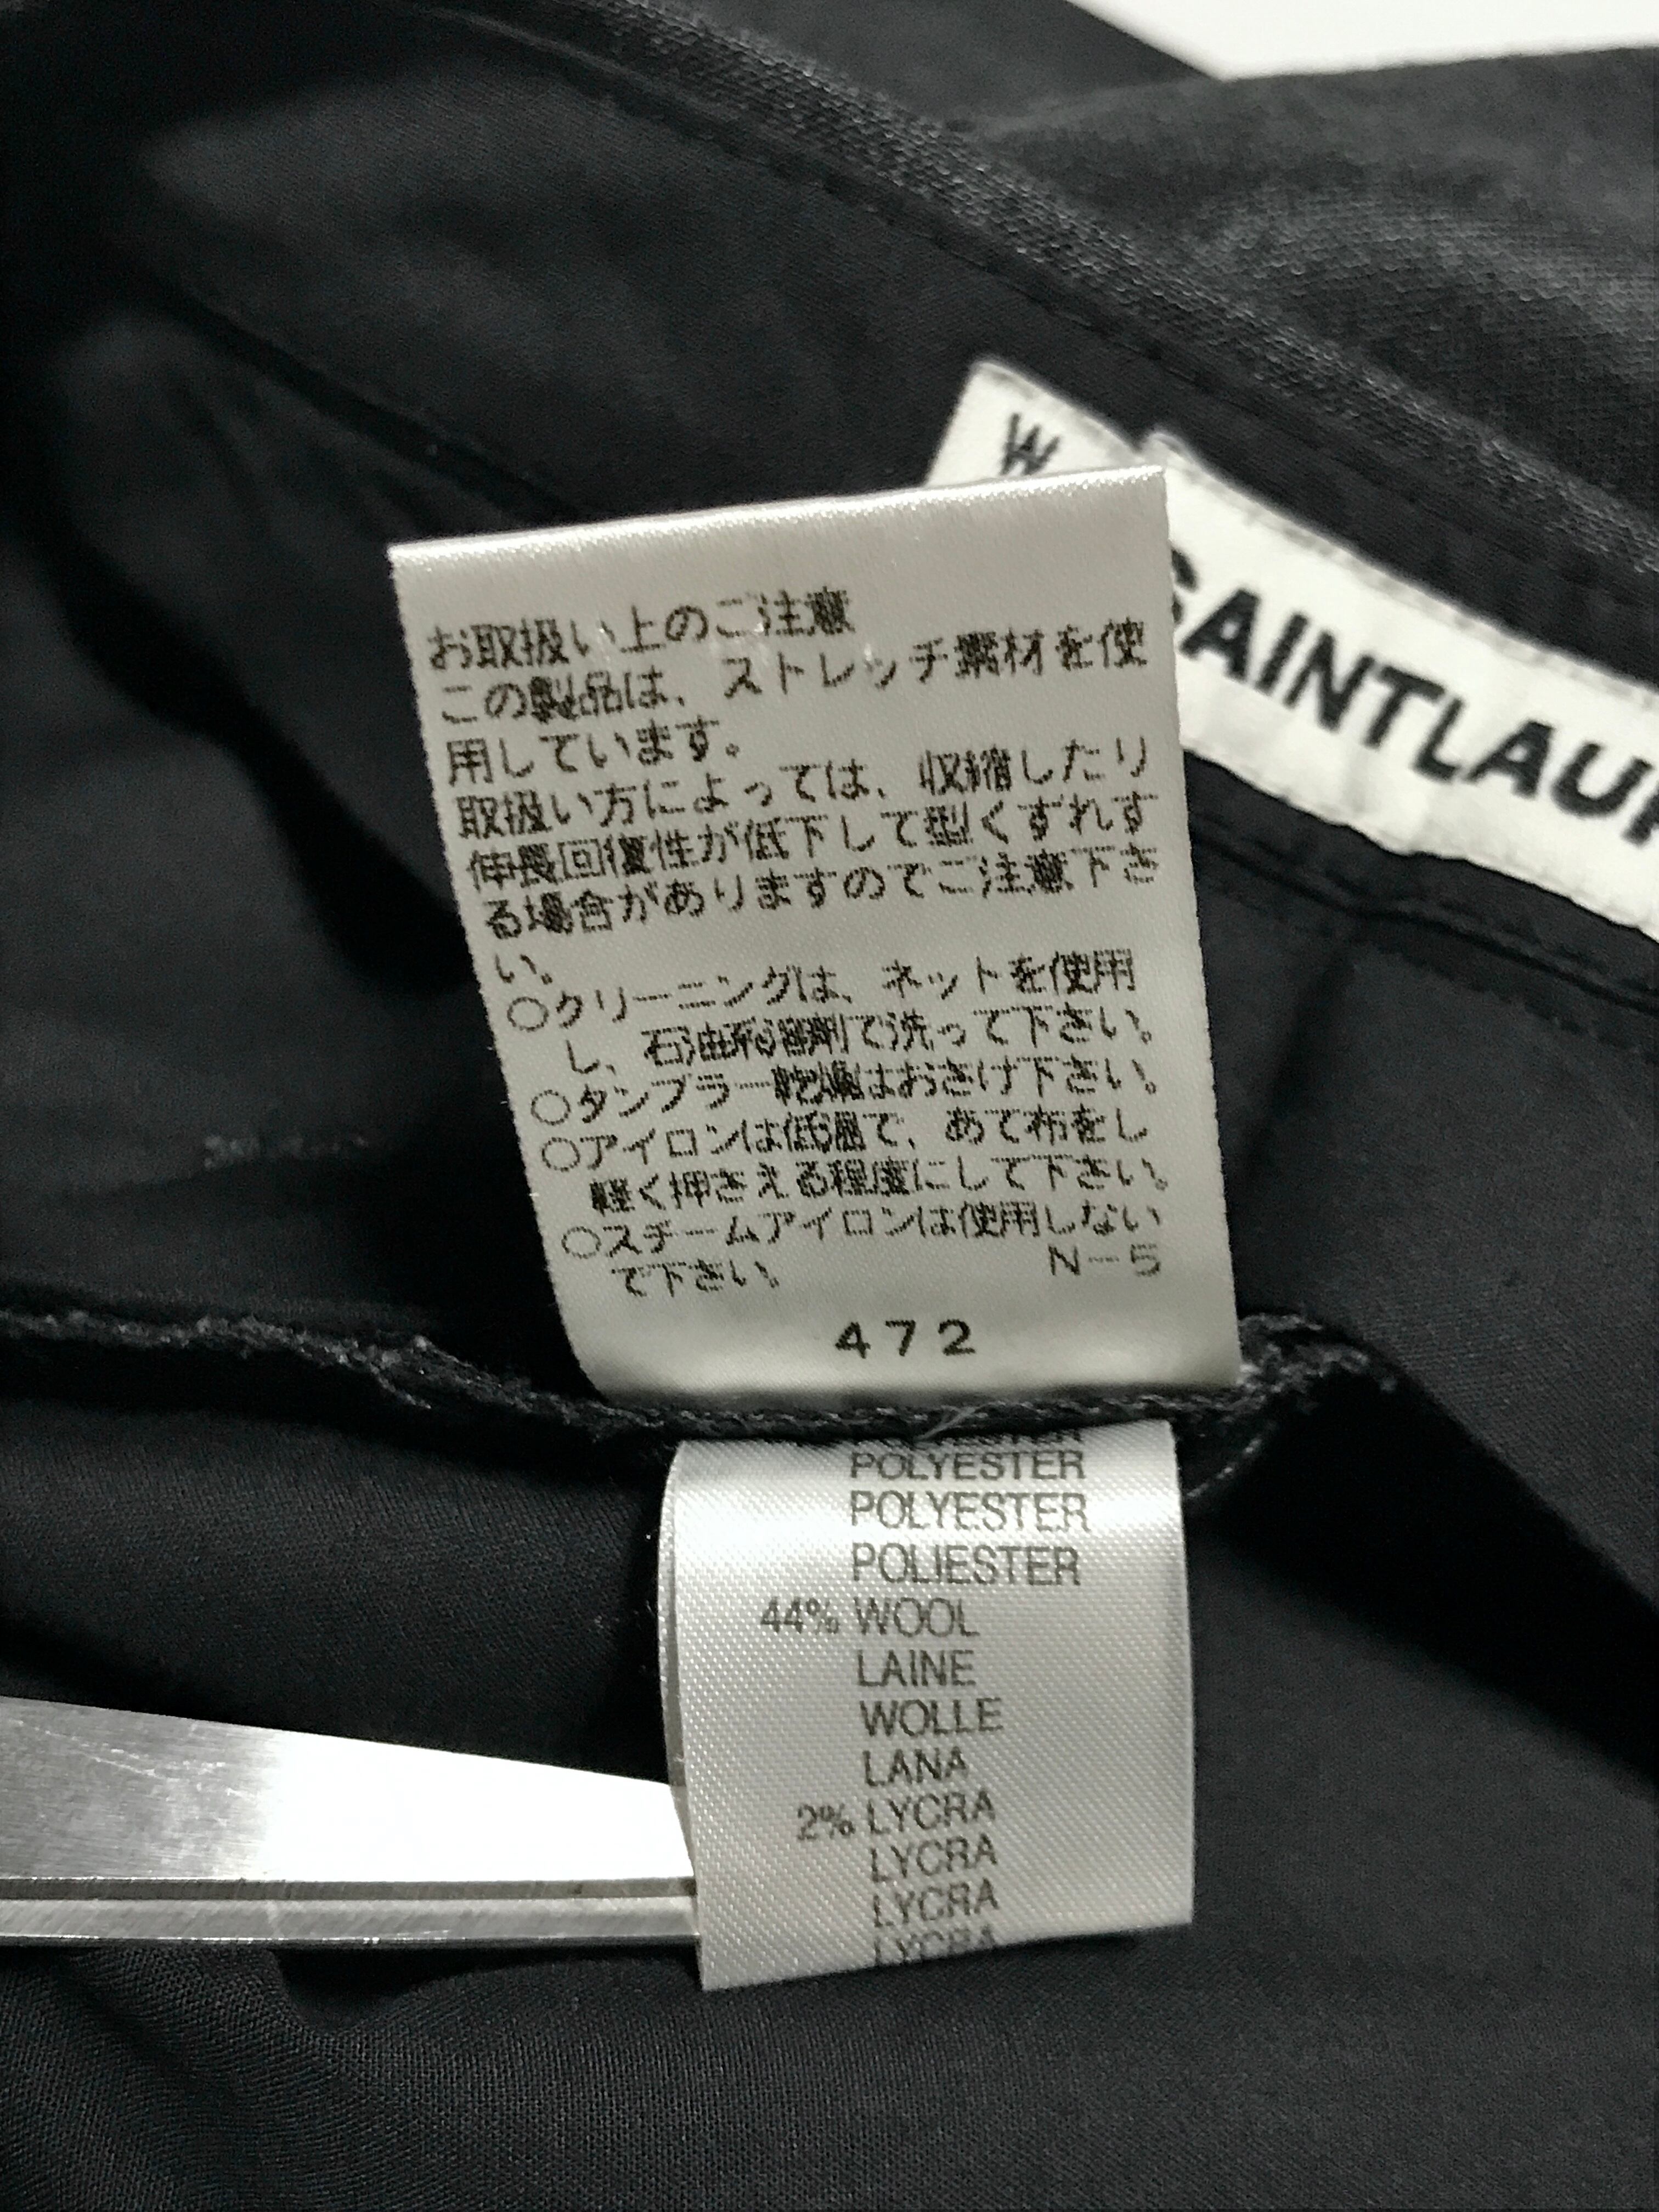 W
SAINTLAU
お取扱い上のご注意
この製品は、ストレッチ素材を使
用しています。
取扱い方によっては、収縮したり
伸長回復性が低下して型くずれす
る場合がありますのでご注意下さ
い。
○クリーニングは、ネットを使用
し、石油系溶剤で洗って下さい。
○タンブラー乾燥はおさけ下さい。
○アイロンは低温で、あて布をし
軽く押さえる程度にして下さい。
○スチームアイロンは使用しない
で下さい。 N-5
472
POLYESTER
POLYESTER
POLIESTER
44% WOOL
LAINE
WOLLE
LANA
2% LYCRA
LYCRA
LYCRA
LYCRA